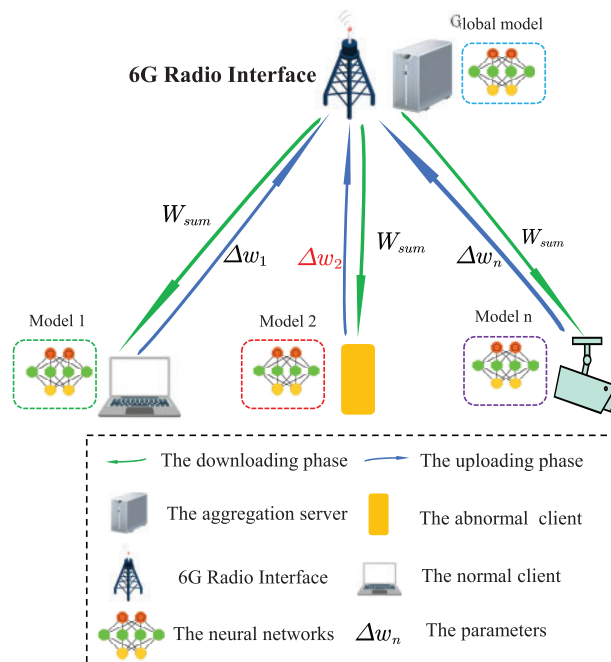 Global model
6G Radio Interface
W_sum
Δw_1
Δw_2
W_sum
Δw_n
W_sum
Model 1
Model 2
Model n
The downloading phase
The uploading phase
The aggregation server
The abnormal client
6G Radio Interface
The normal client
The neural networks
Δw_n
The parameters